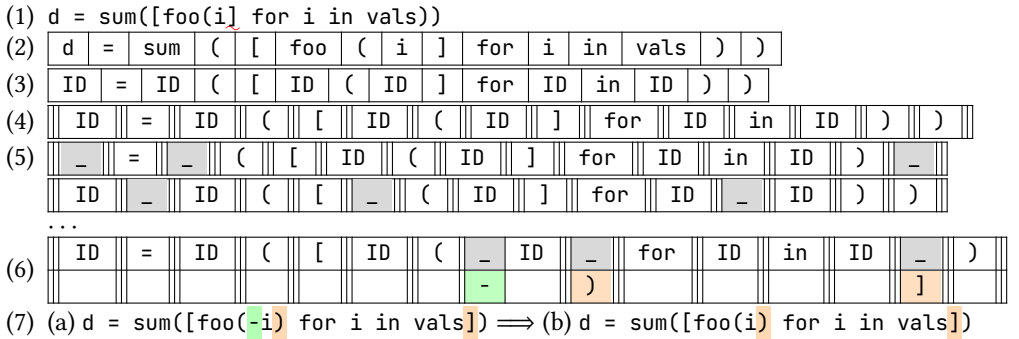 (1) d = sum([foo(i] for i in vals))
(2) d = sum ( [ foo ( i ] for i in vals ) )
(3) ID = ID ( [ ID ( ID ] for ID in ID ) )
(4) ID = ID ( [ ID ( ID ] for ID in ID ) )
(5) _ = _ ( [ ID ( ID ] for ID in ID ) _
ID _ ID ( [ _ ( ID ] for ID _ ID ) )
...
(6) ID = ID ( [ ID ( _ ID _ for ID in ID _ )
- ) ]
(7) (a) d = sum([foo(-i) for i in vals]) ⟹ (b) d = sum([foo(i) for i in vals])